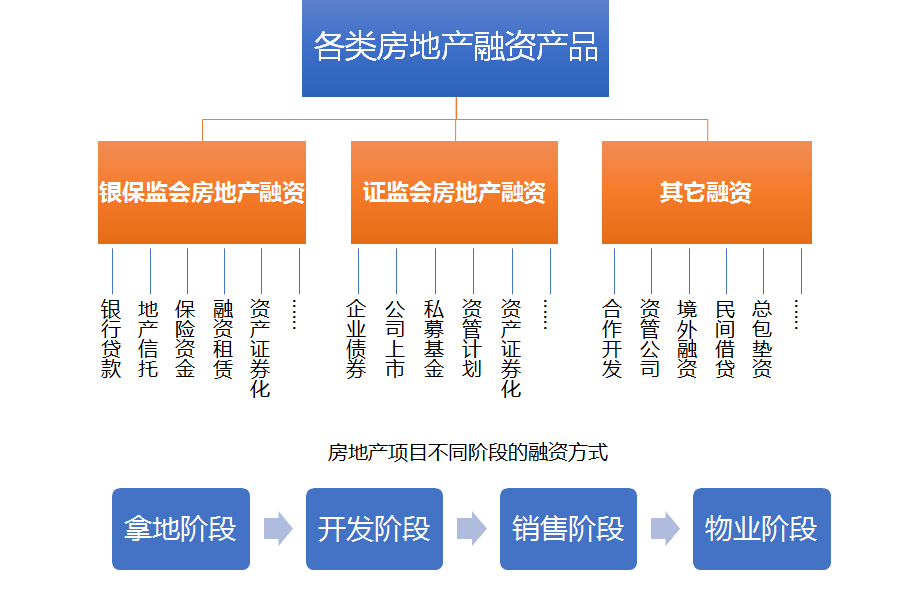 各类房地产融资产品
银保监会房地产融资
证监会房地产融资
其它融资
银行贷款
地产信托
保险资金
融资租赁
资产证券化
……
企业债券
公司上市
私募基金
资管计划
资产证券化
……
合作开发
资管公司
境外融资
民间借贷
总包垫资
……
房地产项目不同阶段的融资方式
拿地阶段
开发阶段
销售阶段
物业阶段